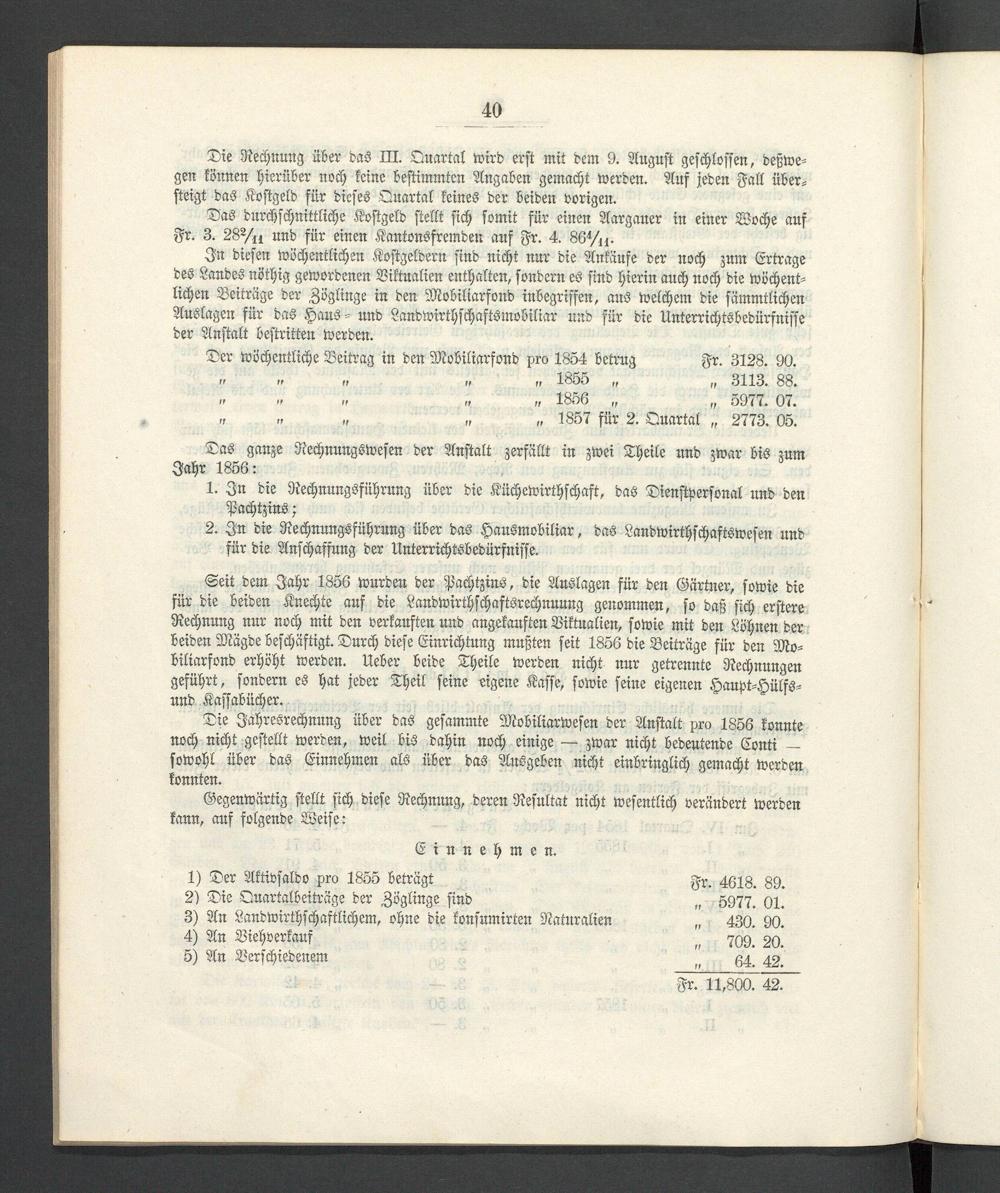 40
Die Rechnung über das III. Quartal wird erst mit dem 9. August geschlossen, deßwe-
gen können hierüber noch keine bestimmten Angaben gemacht werden. Auf jeden Fall über-
steigt das Kostgeld für dieses Quartal keines der beiden vorigen.
Das durchschnittliche Kostgeld stellt sich somit für einen Aargauer in einer Woche auf
Fr. 3. 28²/₁₁ und für einen Kantonsfremden auf Fr. 4. 86⁴/₁₁.
In diesen wöchentlichen Kostgeldern sind nicht nur die Ankäufe der noch zum Ertrage
des Landes nöthig gewordenen Viktualien enthalten, sondern es sind hierin auch noch die wöchent-
lichen Beiträge der Zöglinge in den Mobiliarfond inbegriffen, aus welchem die sämmtlichen
Auslagen für das Haus- und Landwirthschaftsmobiliar und für die Unterrichtsbedürfnisse
der Anstalt bestritten werden.
Der wöchentliche Beitrag in den Mobiliarfond pro 1854 betrug Fr. 3128. 90.
„ „ „ „ „ 1855 „ „ 3113. 88.
„ „ „ „ „ 1856 „ „ 5977. 07.
„ „ „ „ „ 1857 für 2. Quartal „ 2773. 05.
Das ganze Rechnungswesen der Anstalt zerfällt in zwei Theile und zwar bis zum
Jahr 1856:
1. In die Rechnungsführung über die Küchewirthschaft, das Dienstpersonal und den
Pachtzins;
2. In die Rechnungsführung über das Hausmobiliar, das Landwirthschaftswesen und
für die Anschaffung der Unterrichtsbedürfnisse.
Seit dem Jahr 1856 wurden der Pachtzins, die Auslagen für den Gärtner, sowie die
für die beiden Knechte auf die Landwirthschaftsrechnuung genommen, so daß sich erstere
Rechnung nur noch mit den verkauften und angekauften Viktualien, sowie mit den Löhnen der
beiden Mägde beschäftigt. Durch diese Einrichtung mußten seit 1856 die Beiträge für den Mo-
biliarfond erhöht werden. Ueber beide Theile werden nicht nur getrennte Rechnungen
geführt, sondern es hat jeder Theil seine eigene Kasse, sowie seine eigenen Haupt-Hülfs-
und Kassabücher.
Die Jahresrechnung über das gesammte Mobiliarwesen der Anstalt pro 1856 konnte
noch nicht gestellt werden, weil bis dahin noch einige — zwar nicht bedeutende Conti —
sowohl über das Einnehmen als über das Ausgeben nicht einbringlich gemacht werden
konnten.
Gegenwärtig stellt sich diese Rechnung, deren Resultat nicht wesentlich verändert werden
kann, auf folgende Weise:
Einnehmen.
1) Der Aktivsaldo pro 1855 beträgt Fr. 4618. 89.
2) Die Quartalbeiträge der Zöglinge sind „ 5977. 01.
3) An Landwirthschaftlichem, ohne die konsumirten Naturalien „ 430. 90.
4) An Viehverkauf „ 709. 20.
5) An Verschiedenem „ 64. 42.
Fr. 11,800. 42.